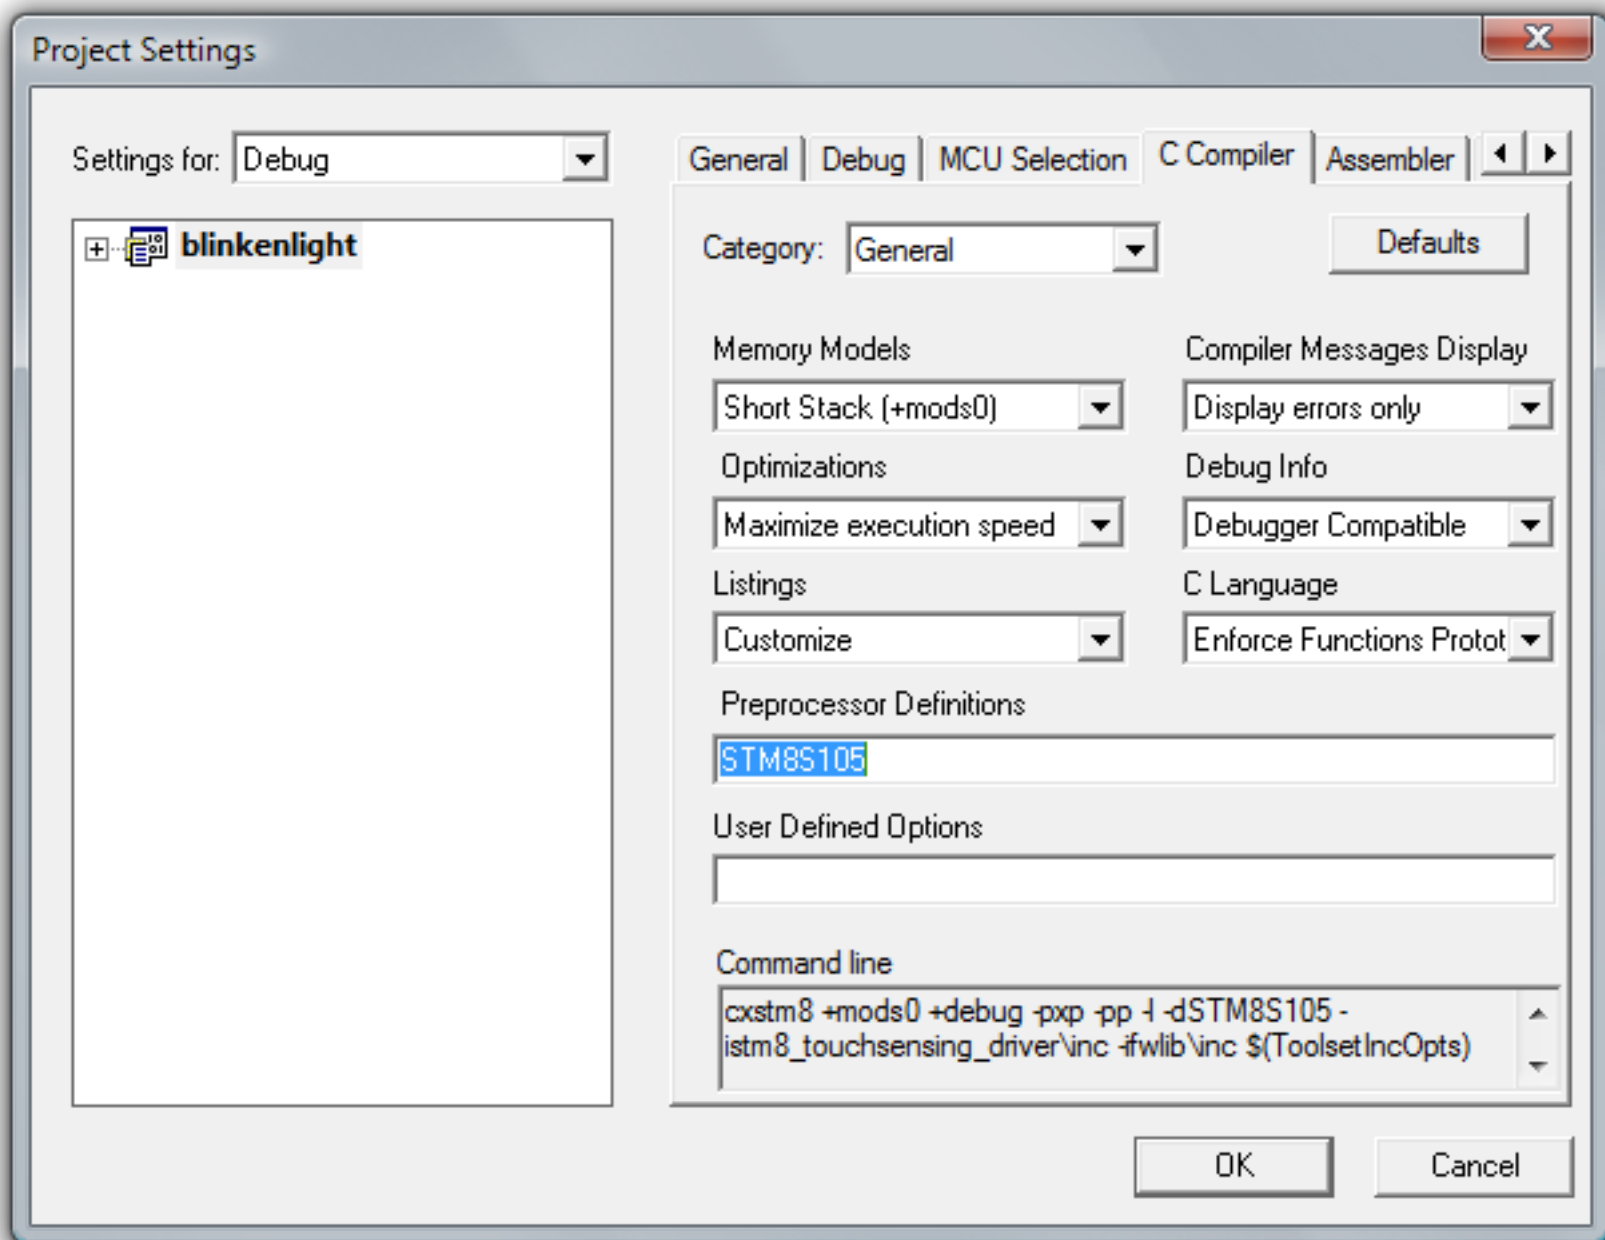 Project Settings
Settings for: Debug
blinkenlight
General Debug MCU Selection C Compiler Assembler
Category: General Defaults
Memory Models Compiler Messages Display
Short Stack (+mods0) Display errors only
Optimizations Debug Info
Maximize execution speed Debugger Compatible
Listings C Language
Customize Enforce Functions Protot
Preprocessor Definitions
STM8S105
User Defined Options
Command line
cxstm8 +mods0 +debug -pxp -pp -l -dSTM8S105 -
istm8_touchsensing_driver\inc -ifwlib\inc $(ToolsetIncOpts)
OK Cancel